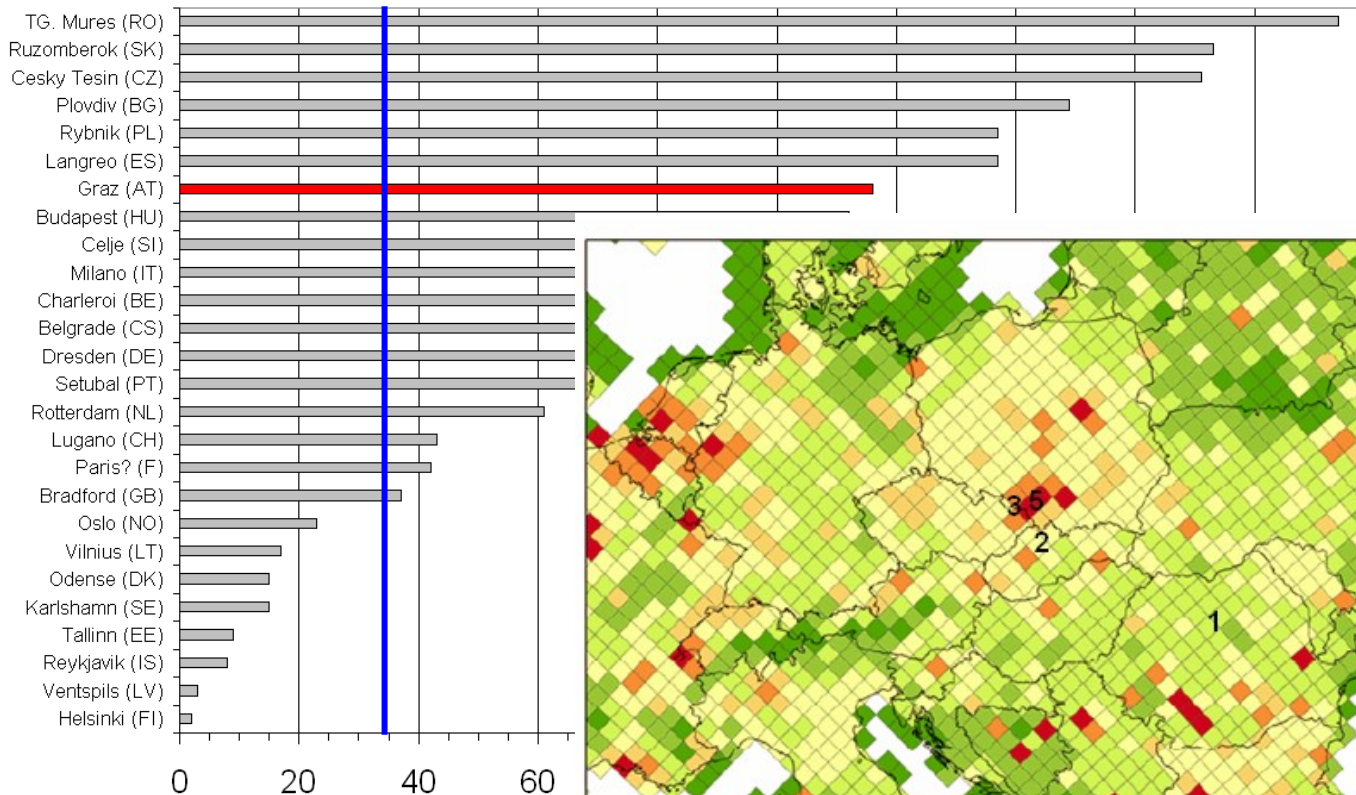 TG. Mures (RO)
Ruzomberok (SK)
Cesky Tesin (CZ)
Plovdiv (BG)
Rybnik (PL)
Langreo (ES)
Graz (AT)
Budapest (HU)
Celje (SI)
Milano (IT)
Charleroi (BE)
Belgrade (CS)
Dresden (DE)
Setubal (PT)
Rotterdam (NL)
Lugano (CH)
Paris? (F)
Bradford (GB)
Oslo (NO)
Vilnius (LT)
Odense (DK)
Karlshamn (SE)
Tallinn (EE)
Reykjavik (IS)
Ventspils (LV)
Helsinki (FI)
0 20 40 60
3 5
2
1